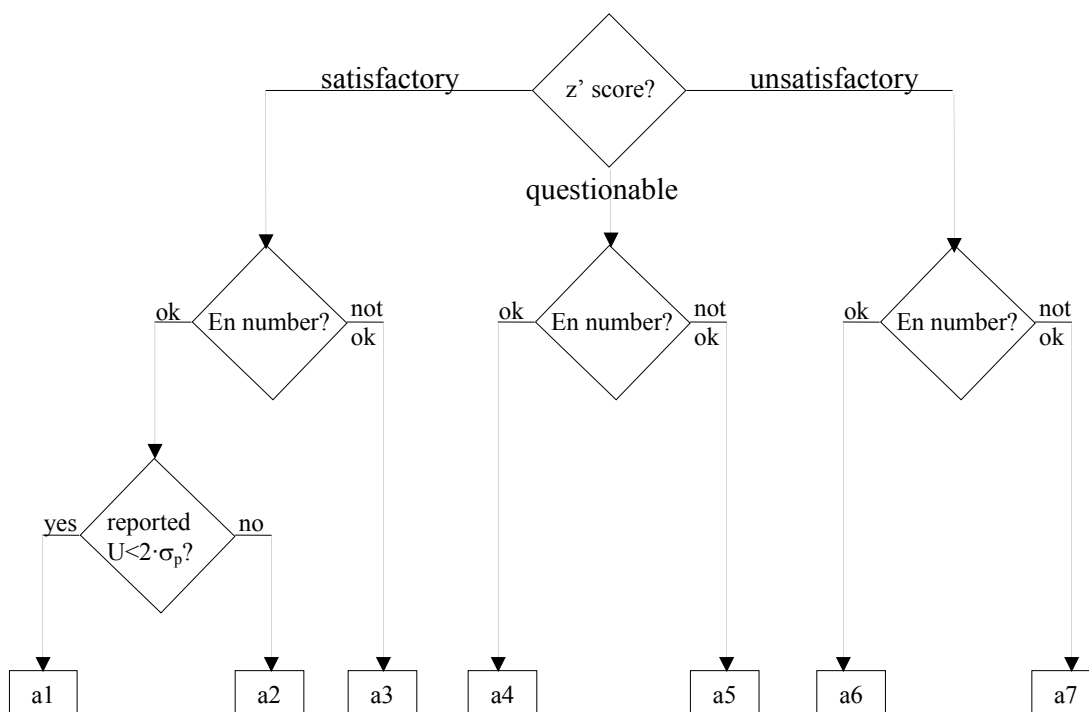 satisfactory
z’ score?
unsatisfactory
questionable
ok
En number?
not
ok
ok
En number?
not
ok
ok
En number?
not
ok
yes
reported
U<2·σp?
no
a1
a2
a3
a4
a5
a6
a7